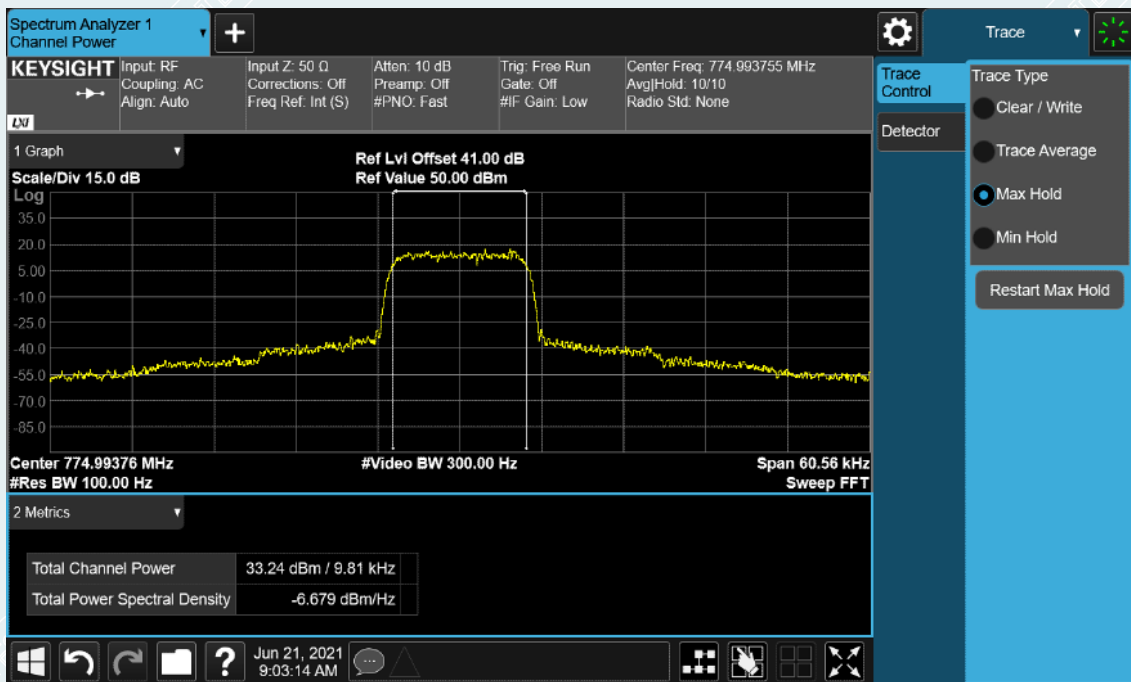 Spectrum Analyzer 1
Channel Power
+
Trace
KEYSIGHT
LXI
Input: RF
Coupling: AC
Align: Auto
Input Z: 50 Ω
Corrections: Off
Freq Ref: Int (S)
Atten: 10 dB
Preamp: Off
#PNO: Fast
Trig: Free Run
Gate: Off
#IF Gain: Low
Center Freq: 774.993755 MHz
Avg|Hold: 10/10
Radio Std: None
Trace
Control
Detector
Trace Type
Clear / Write
Trace Average
Max Hold
Min Hold
Restart Max Hold
1 Graph
Scale/Div 15.0 dB
Ref Lvl Offset 41.00 dB
Ref Value 50.00 dBm
Log
35.0
20.0
5.00
-10.0
-25.0
-40.0
-55.0
-70.0
-85.0
Center 774.99376 MHz
#Video BW 300.00 Hz
Span 60.56 kHz
#Res BW 100.00 Hz
Sweep FFT
2 Metrics
Total Channel Power 33.24 dBm / 9.81 kHz
Total Power Spectral Density -6.679 dBm/Hz
?
Jun 21, 2021
9:03:14 AM